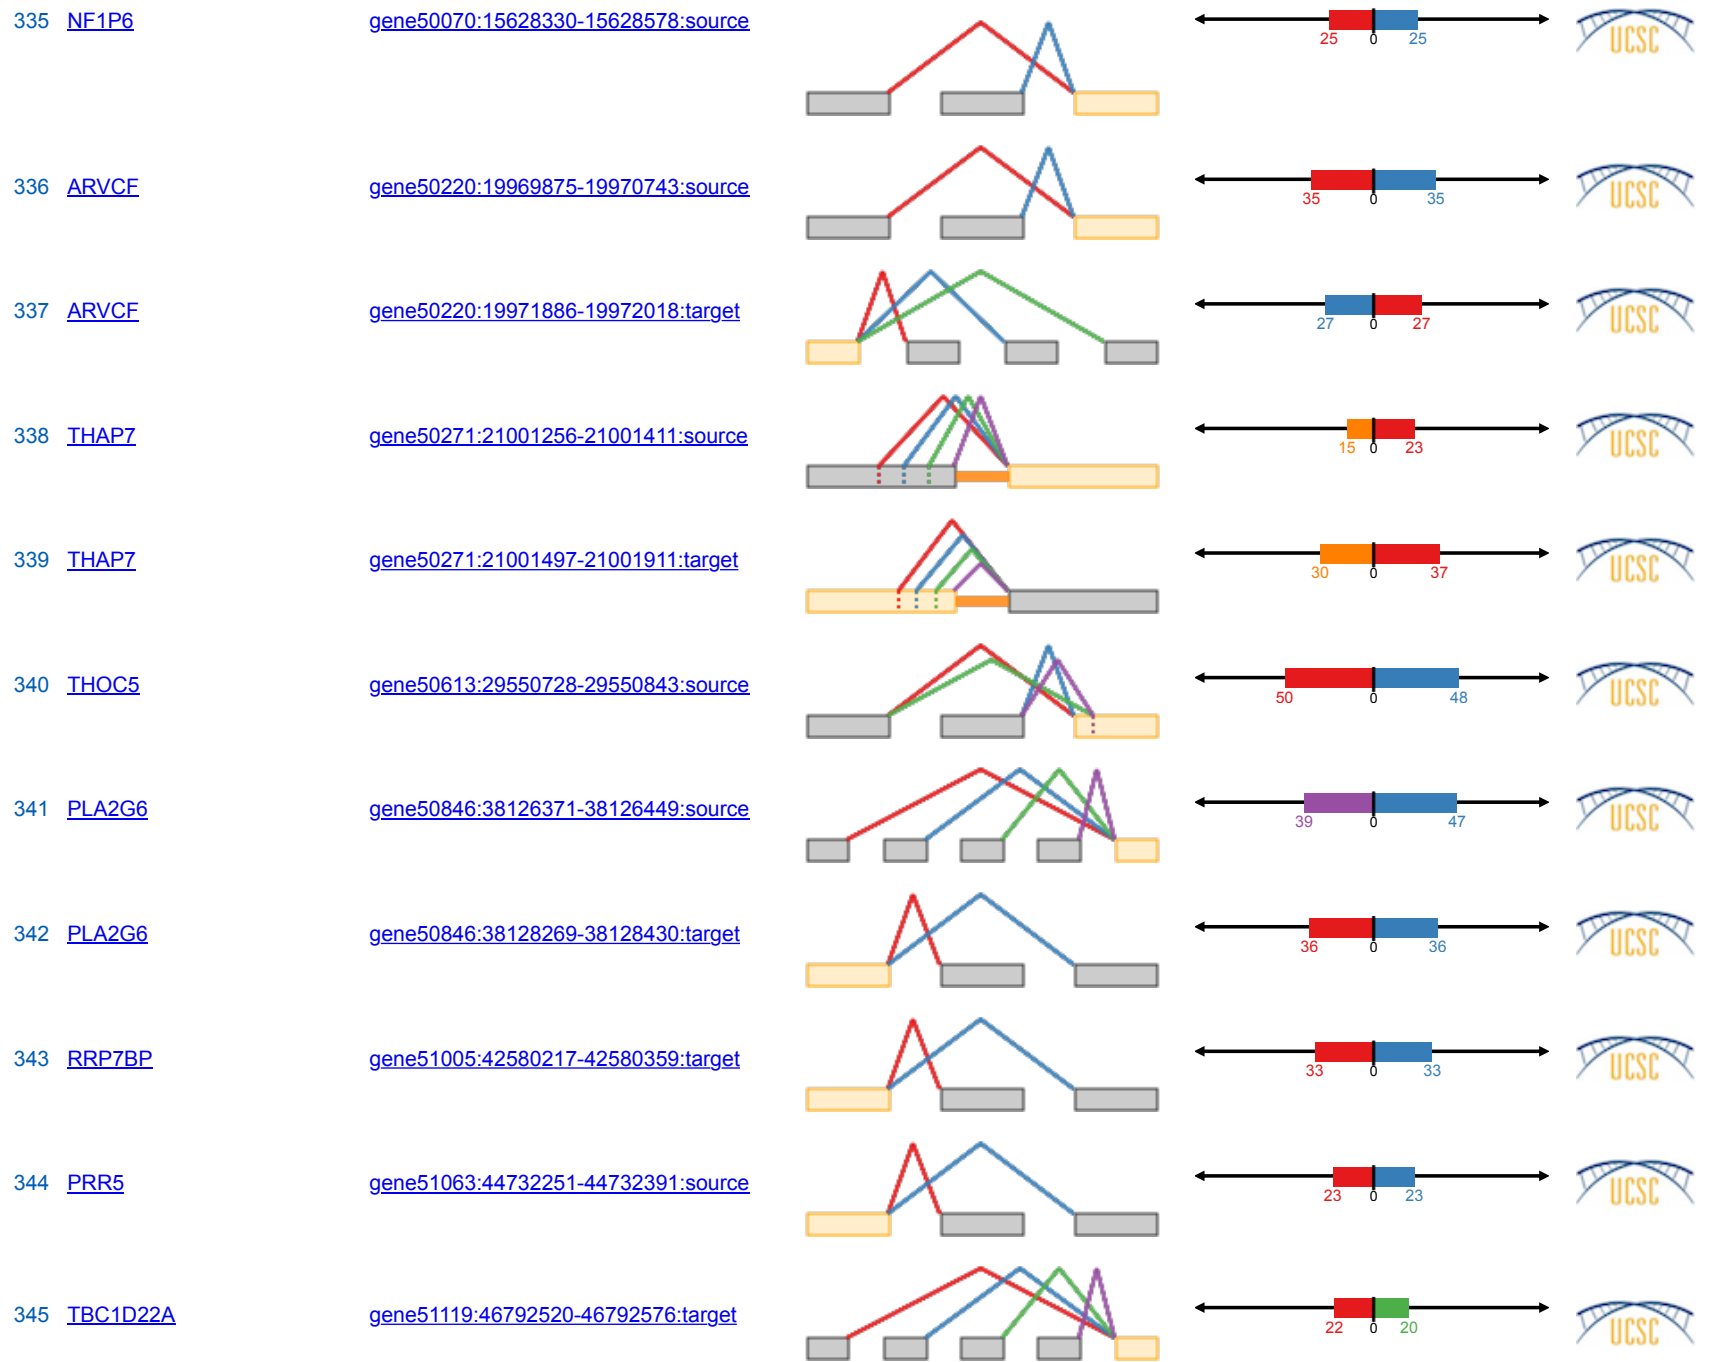 335 NF1P6 gene50070:15628330-15628578:source 25 0 25 UCSC
336 ARVCF gene50220:19969875-19970743:source 35 0 35 UCSC
337 ARVCF gene50220:19971886-19972018:target 27 0 27 UCSC
338 THAP7 gene50271:21001256-21001411:source 15 0 23 UCSC
339 THAP7 gene50271:21001497-21001911:target 30 0 37 UCSC
340 THOC5 gene50613:29550728-29550843:source 50 0 48 UCSC
341 PLA2G6 gene50846:38126371-38126449:source 39 0 47 UCSC
342 PLA2G6 gene50846:38128269-38128430:target 36 0 36 UCSC
343 RRP7BP gene51005:42580217-42580359:target 33 0 33 UCSC
344 PRR5 gene51063:44732251-44732391:source 23 0 23 UCSC
345 TBC1D22A gene51119:46792520-46792576:target 22 0 20 UCSC